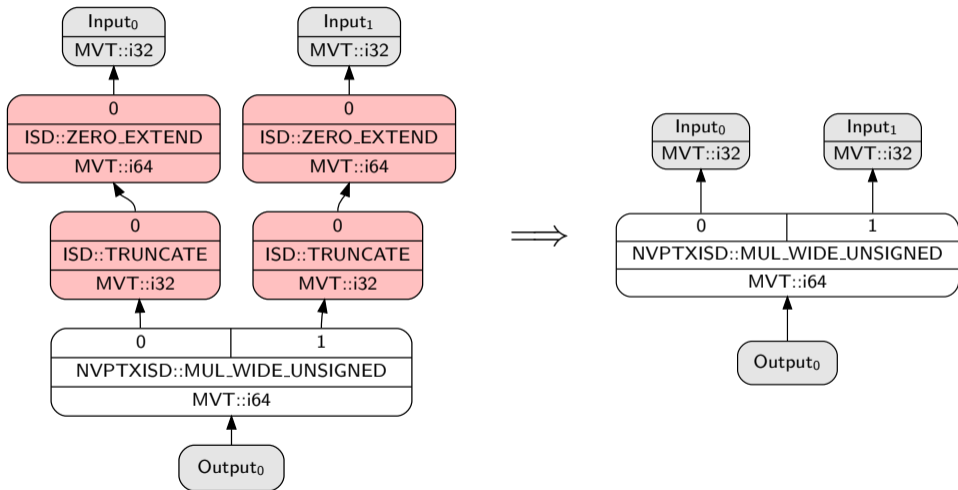 Input₀
MVT::i32
Input₁
MVT::i32
0
ISD::ZERO_EXTEND
MVT::i64
0
ISD::ZERO_EXTEND
MVT::i64
0
ISD::TRUNCATE
MVT::i32
0
ISD::TRUNCATE
MVT::i32
0 1
NVPTXISD::MUL_WIDE_UNSIGNED
MVT::i64
Output₀
⟹
Input₀
MVT::i32
Input₁
MVT::i32
0 1
NVPTXISD::MUL_WIDE_UNSIGNED
MVT::i64
Output₀